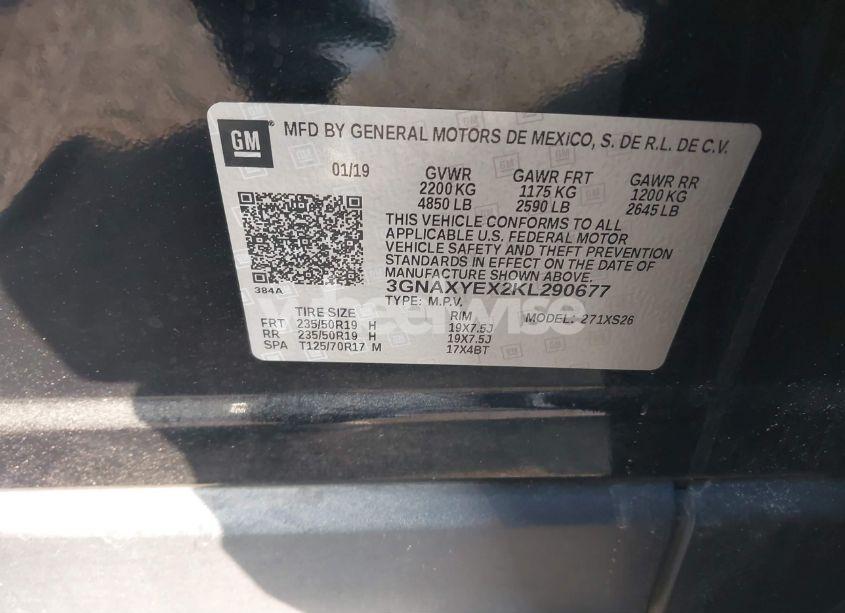 GM ® MFD BY GENERAL MOTORS DE MEXICO, S. DE R.L. DE C.V.
01/19 GVWR GAWR FRT GAWR RR
2200 KG 1175 KG 1200 KG
4850 LB 2590 LB 2645 LB
THIS VEHICLE CONFORMS TO ALL
APPLICABLE U.S. FEDERAL MOTOR
VEHICLE SAFETY AND THEFT PREVENTION
STANDARDS IN EFFECT ON THE DATE OF
MANUFACTURE SHOWN ABOVE.
384A 3GNAXYEX2KL290677
TYPE: M.P.V.
TIRE SIZE RIM MODEL: 271XS26
FRT 235/50R19 H 19X7.5J
RR 235/50R19 H 19X7.5J
SPA T125/70R17 M 17X4BT